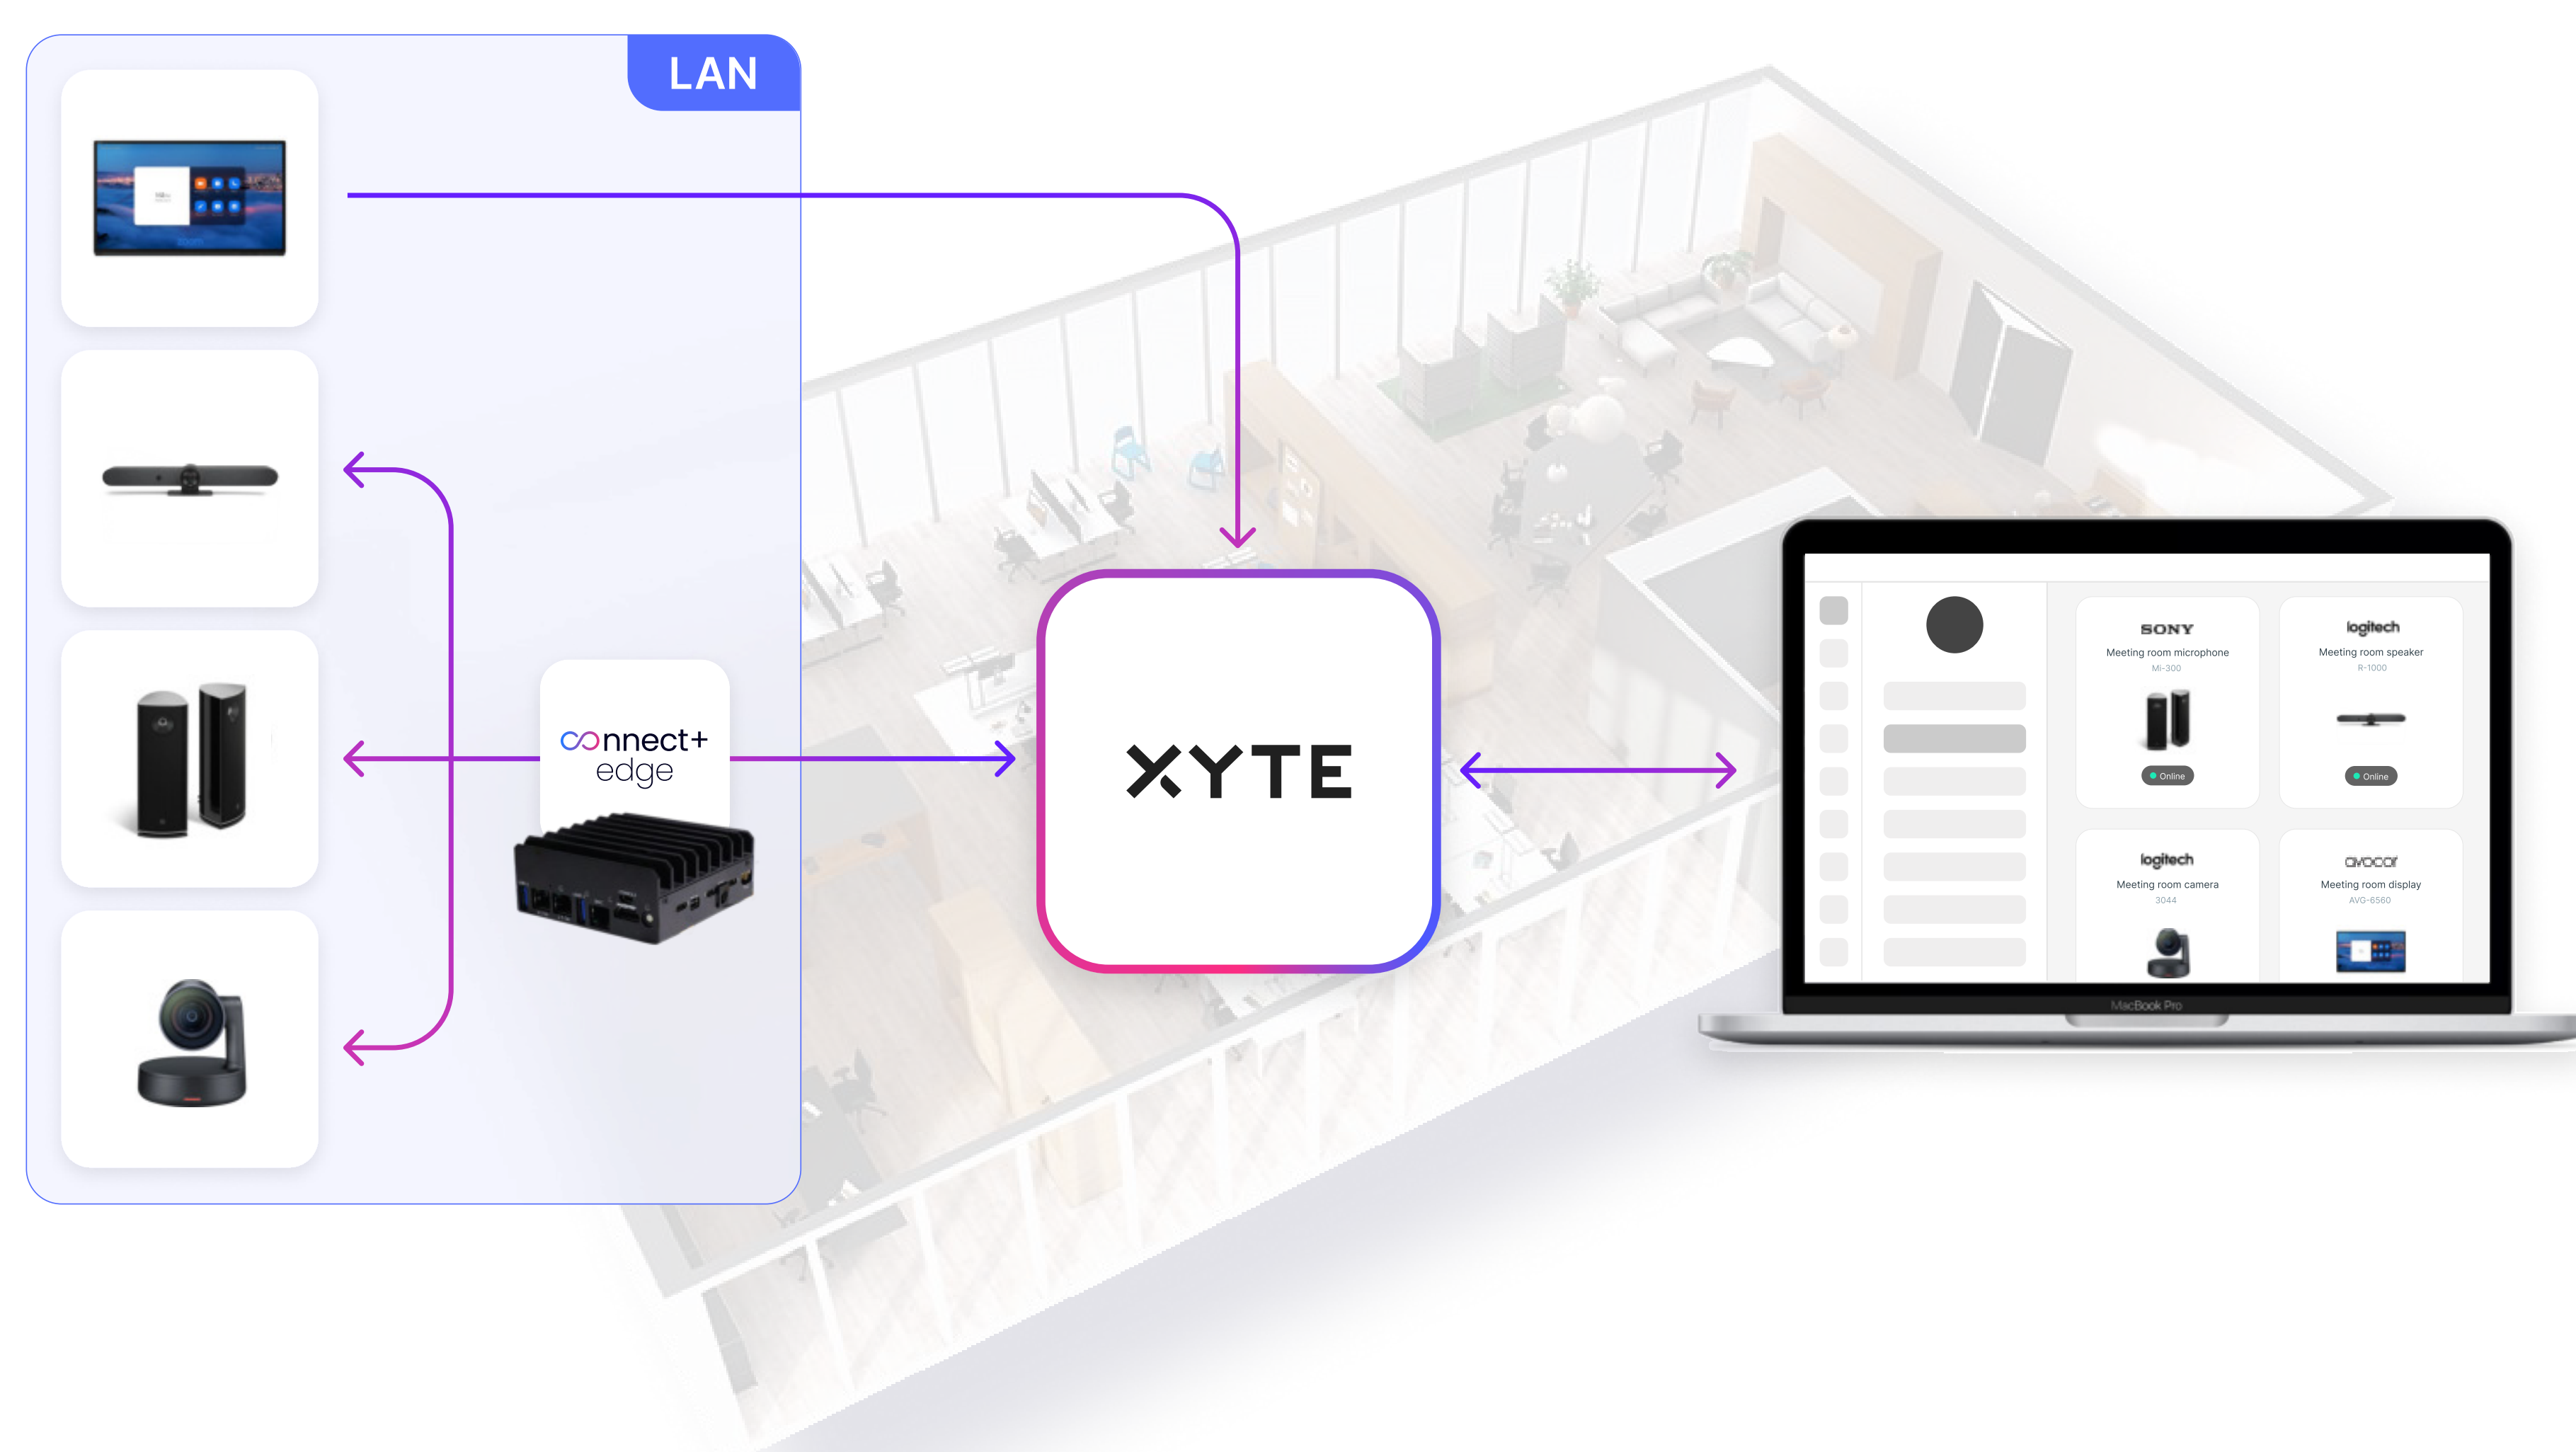 LAN
connect+
edge
XYTE
SONY
Meeting room microphone
Mi-300
Online
logitech
Meeting room speaker
R-1000
Online
logitech
Meeting room camera
3044
avocor
Meeting room display
AVG-6560
MacBook Pro
zoom